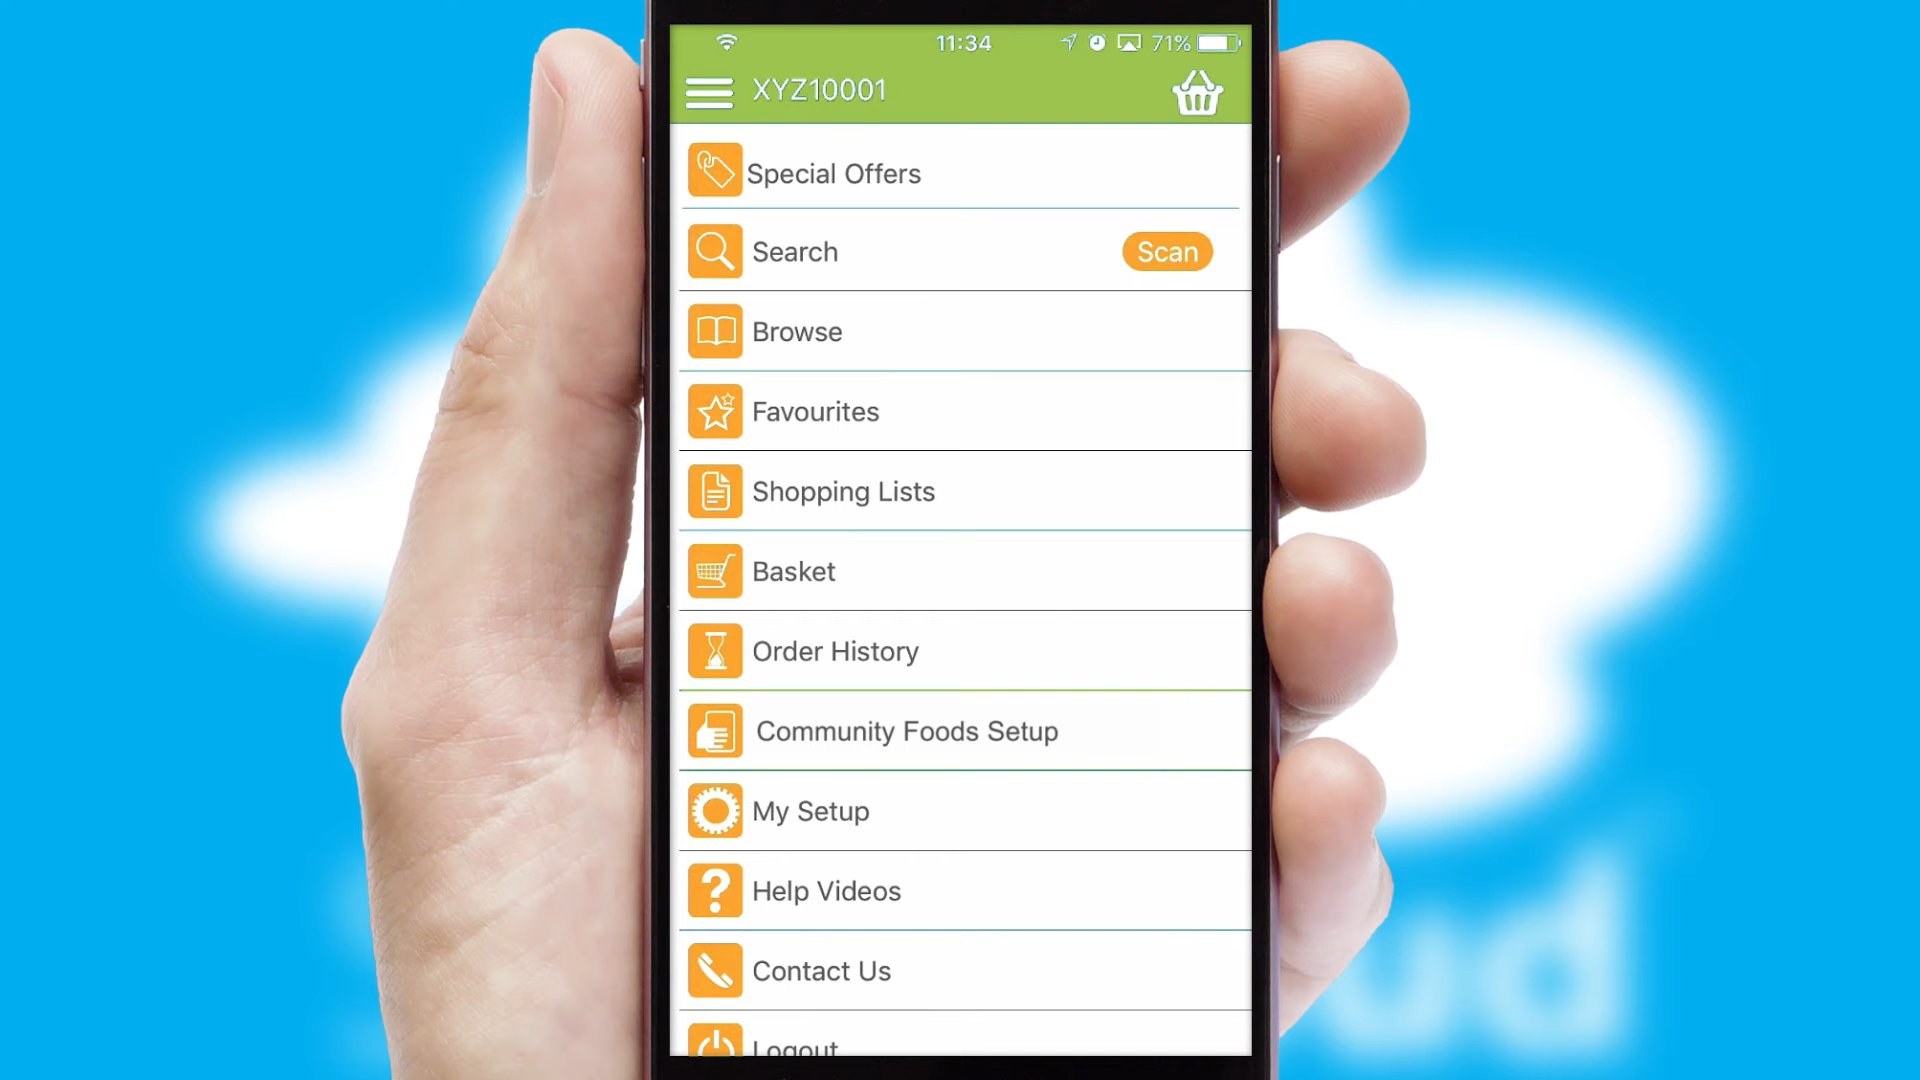 11:34 71%
XYZ10001
Special Offers
Search Scan
Browse
Favourites
Shopping Lists
Basket
Order History
Community Foods Setup
My Setup
Help Videos
Contact Us
Logout
ud